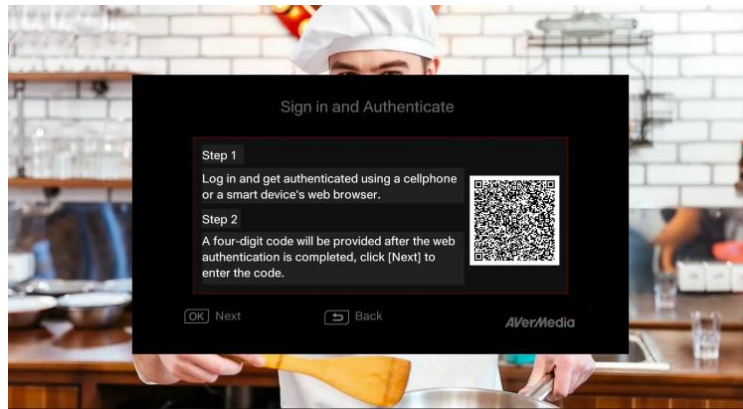 Sign in and Authenticate
Step 1
Log in and get authenticated using a cellphone
or a smart device's web browser.
Step 2
A four-digit code will be provided after the web
authentication is completed, click [Next] to
enter the code.
OK Next Back
AVerMedia